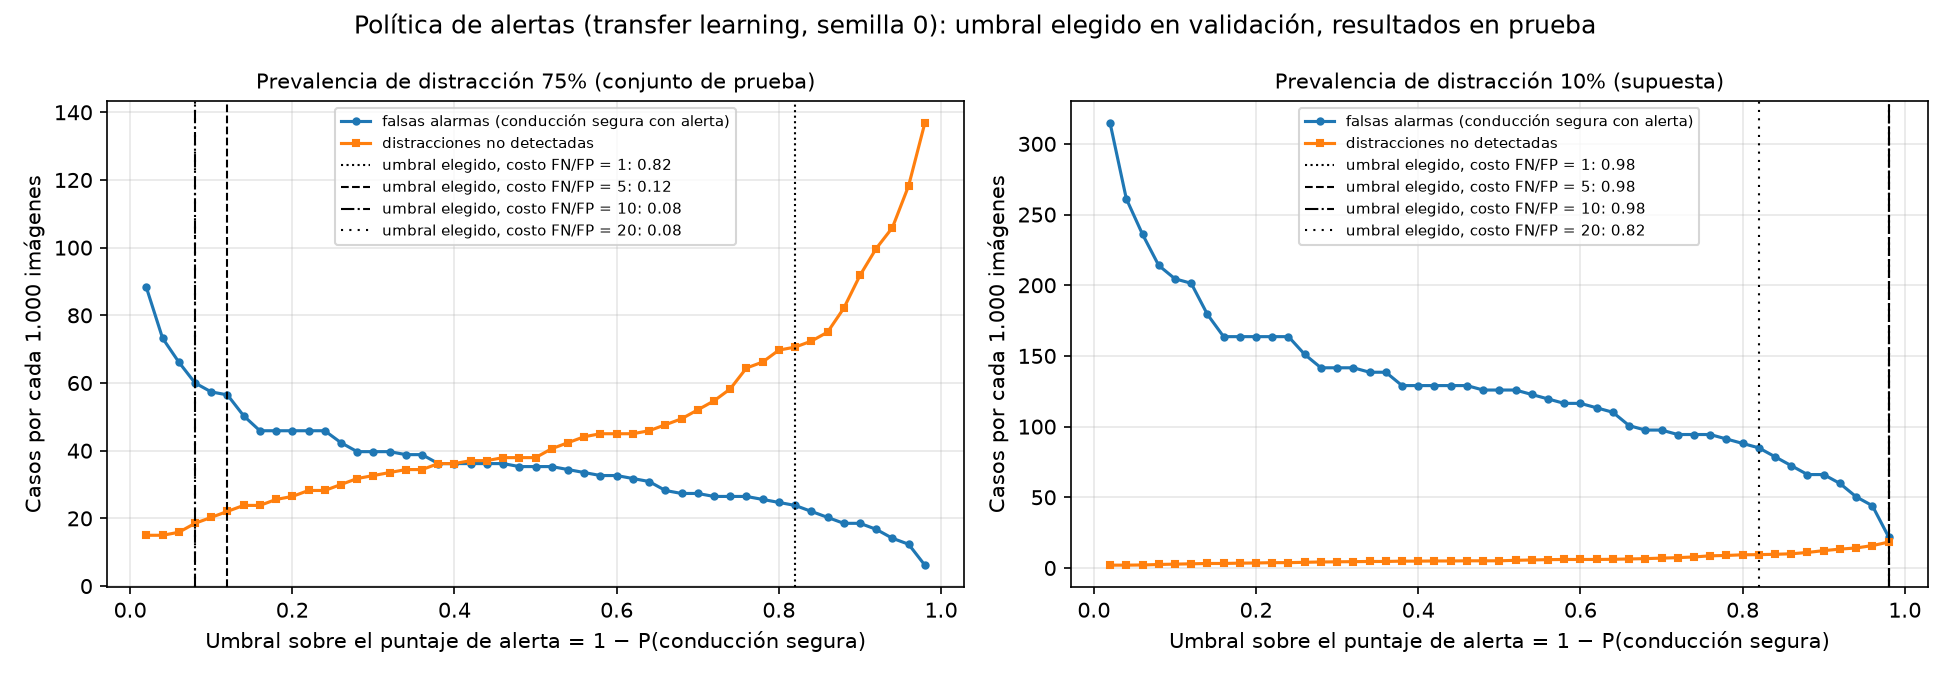 Política de alertas (transfer learning, semilla 0): umbral elegido en validación, resultados en prueba
Prevalencia de distracción 75% (conjunto de prueba)
140
120
100
80
60
40
20
0
Casos por cada 1.000 imágenes
falsas alarmas (conducción segura con alerta)
distracciones no detectadas
umbral elegido, costo FN/FP = 1: 0.82
umbral elegido, costo FN/FP = 5: 0.12
umbral elegido, costo FN/FP = 10: 0.08
umbral elegido, costo FN/FP = 20: 0.08
0.0 0.2 0.4 0.6 0.8 1.0
Umbral sobre el puntaje de alerta = 1 − P(conducción segura)
Prevalencia de distracción 10% (supuesta)
300
250
200
150
100
50
0
Casos por cada 1.000 imágenes
falsas alarmas (conducción segura con alerta)
distracciones no detectadas
umbral elegido, costo FN/FP = 1: 0.98
umbral elegido, costo FN/FP = 5: 0.98
umbral elegido, costo FN/FP = 10: 0.98
umbral elegido, costo FN/FP = 20: 0.82
0.0 0.2 0.4 0.6 0.8 1.0
Umbral sobre el puntaje de alerta = 1 − P(conducción segura)